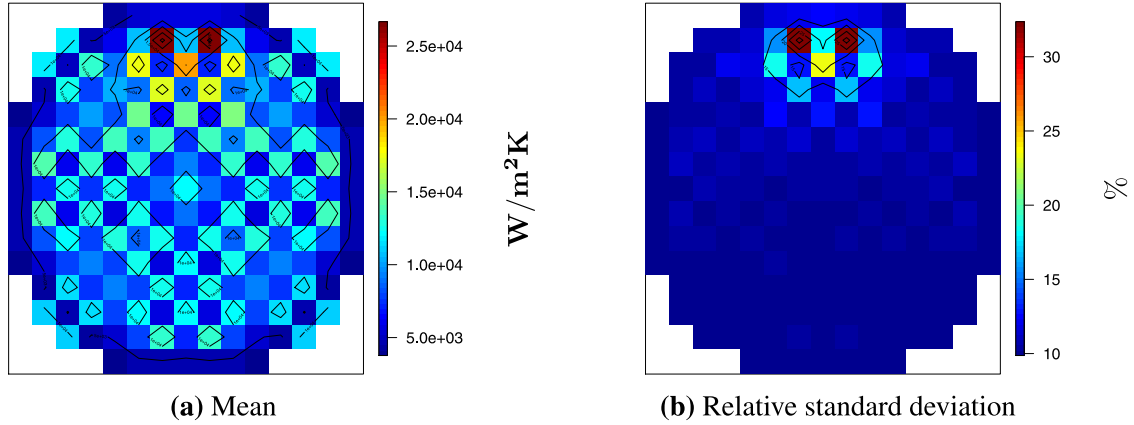 2.5e+04
2.0e+04
1.5e+04
1.0e+04
5.0e+03
W/m²K
30
25
20
15
10
%
(a) Mean
(b) Relative standard deviation